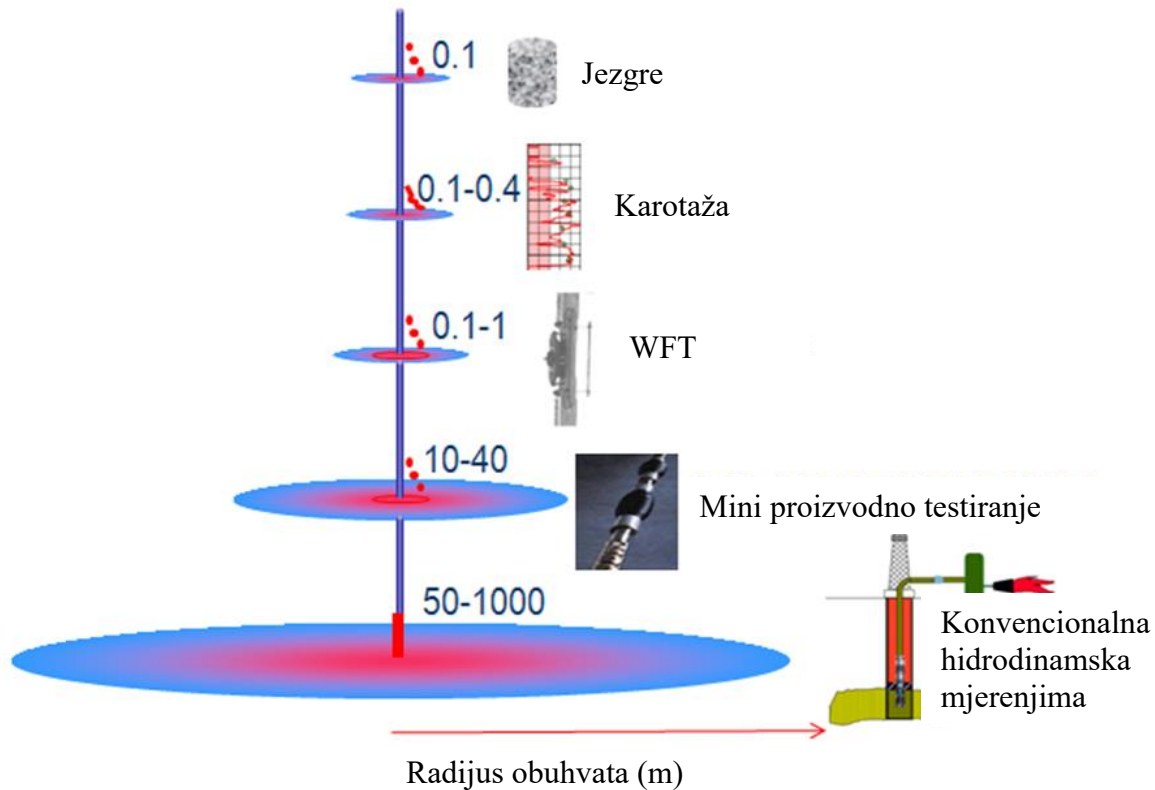 0.1
Jezgre
0.1-0.4
Karotaža
0.1-1
WFT
10-40
Mini proizvodno testiranje
50-1000
Konvencionalna
hidrodinamska
mjerenjima
Radijus obuhvata (m)